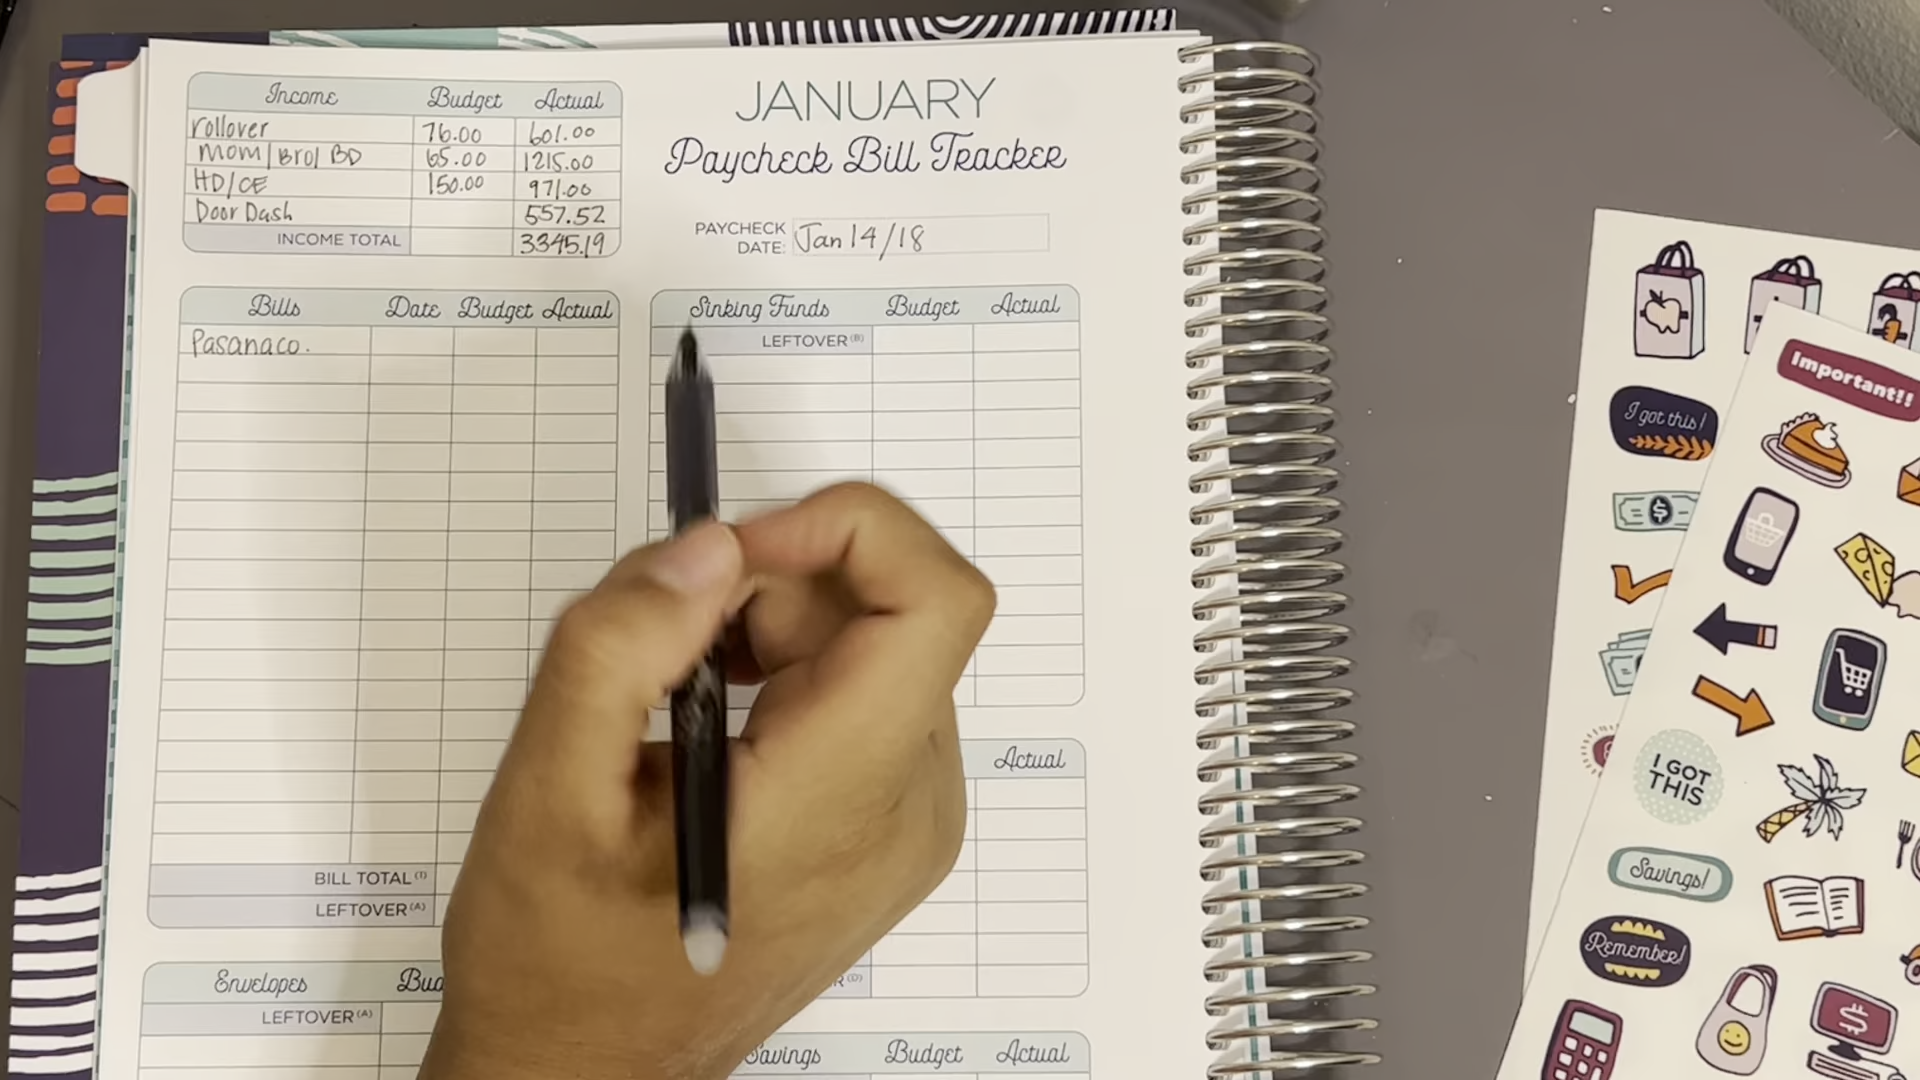 Income Budget Actual
rollover 76.00 601.00
Mom/Bro/BD 65.00 1215.00
HD/CE 150.00 971.00
Door Dash 557.52
INCOME TOTAL 3345.19
JANUARY
Paycheck Bill Tracker
PAYCHECK
DATE: Jan 14/18
Bills Date Budget Actual
Pasanaco.
BILL TOTAL (1)
LEFTOVER (A)
Sinking Funds Budget Actual
LEFTOVER (B)
Actual
Envelopes Bud
LEFTOVER (A)
Savings Budget Actual
Important!!
I got this!
I GOT
THIS
Savings!
Remember!